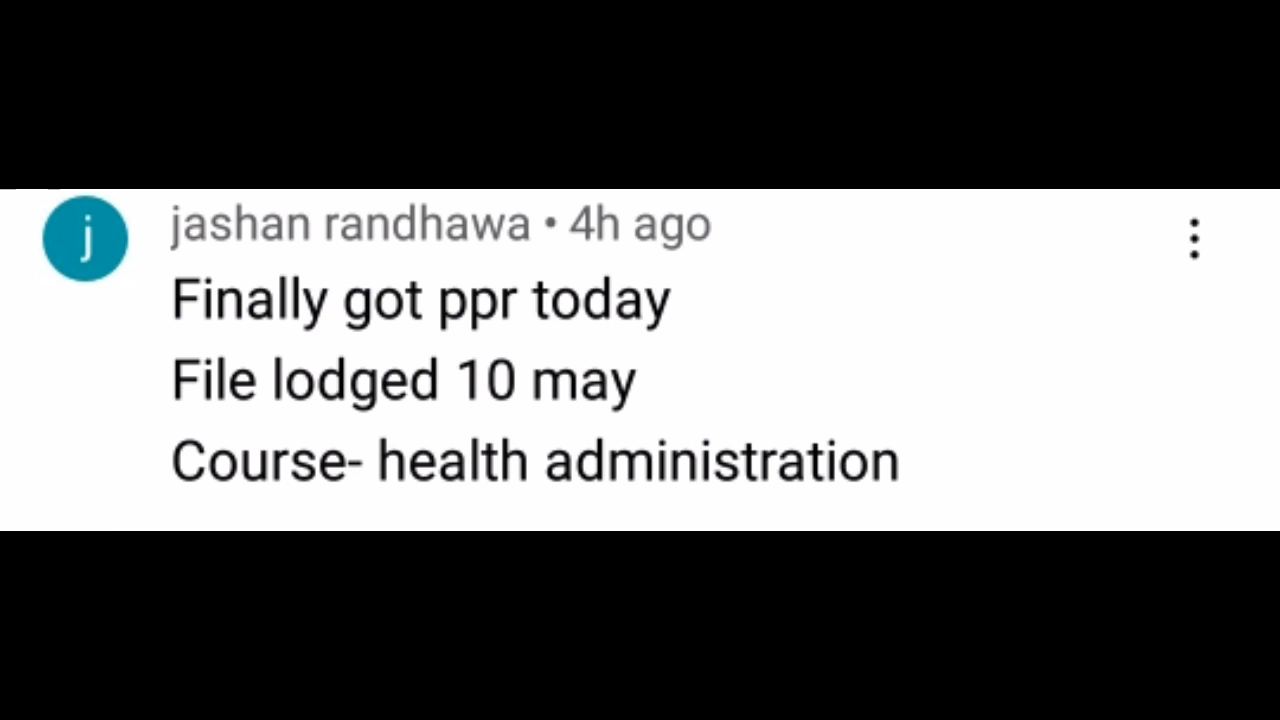 j
jashan randhawa • 4h ago
Finally got ppr today
File lodged 10 may
Course- health administration